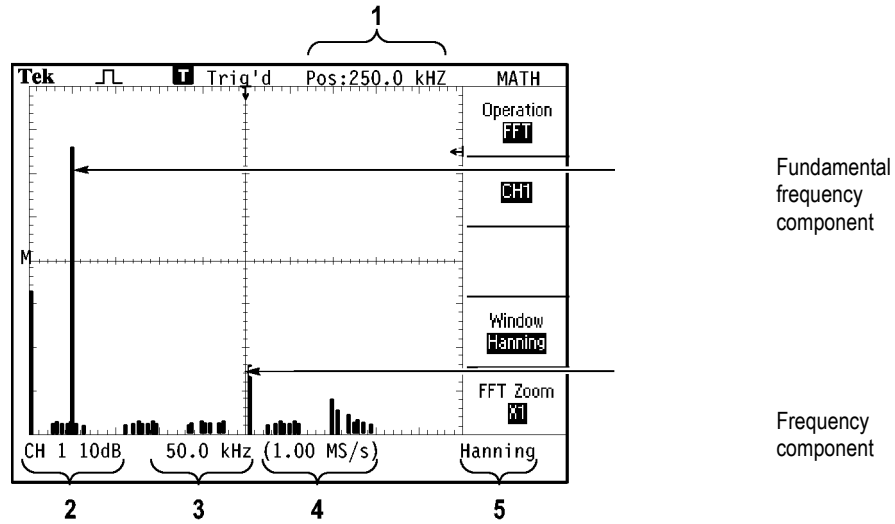 1
Tek T Trig'd Pos:250.0 kHZ MATH
Operation
FFT
CH1
Fundamental
frequency
component
M
Window
Hanning
FFT Zoom
X1
Frequency
component
CH 1 10dB 50.0 kHz (1.00 MS/s) Hanning
2 3 4 5